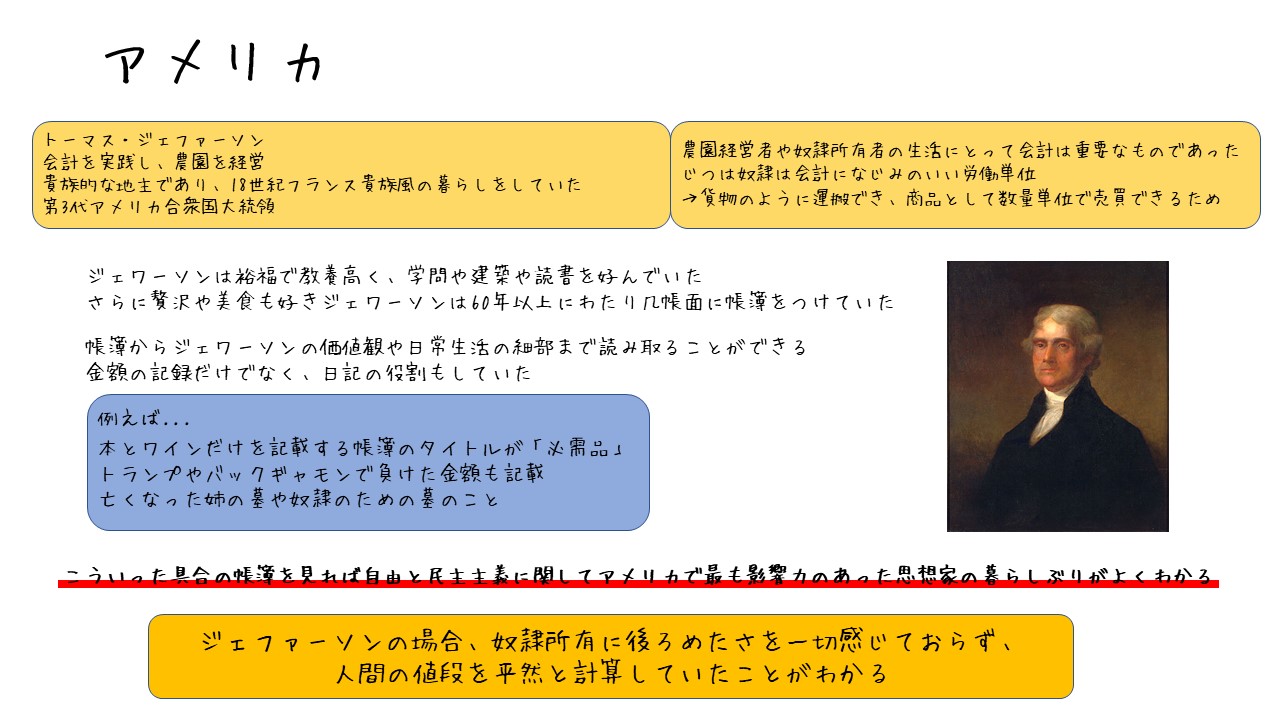 アメリカ
トーマス・ジェファーソン
会計を実践し、農園を経営
貴族的な地主であり、18世紀フランス貴族風の暮らしをしていた
第3代アメリカ合衆国大統領
農園経営者や奴隷所有者の生活にとって会計は重要なものであった
じつは奴隷は会計になじみのいい労働単位
→貨物のように運搬でき、商品として数量単位で売買できるため
ジェワーソンは裕福で教養高く、学問や建築や読書を好んでいた
さらに贅沢や美食も好きジェワーソンは60年以上にわたり几帳面に帳簿をつけていた
帳簿からジェワーソンの価値観や日常生活の細部まで読み取ることができる
金額の記録だけでなく、日記の役割もしていた
例えば...
本とワインだけを記載する帳簿のタイトルが「必需品」
トランプやバックギャモンで負けた金額も記載
亡くなった姉の墓や奴隷のための墓のこと
こういった具合の帳簿を見れば自由と民主主義に関してアメリカで最も影響力のあった思想家の暮らしぶりがよくわかる
ジェファーソンの場合、奴隷所有に後ろめたさを一切感じておらず、
人間の値段を平然と計算していたことがわかる